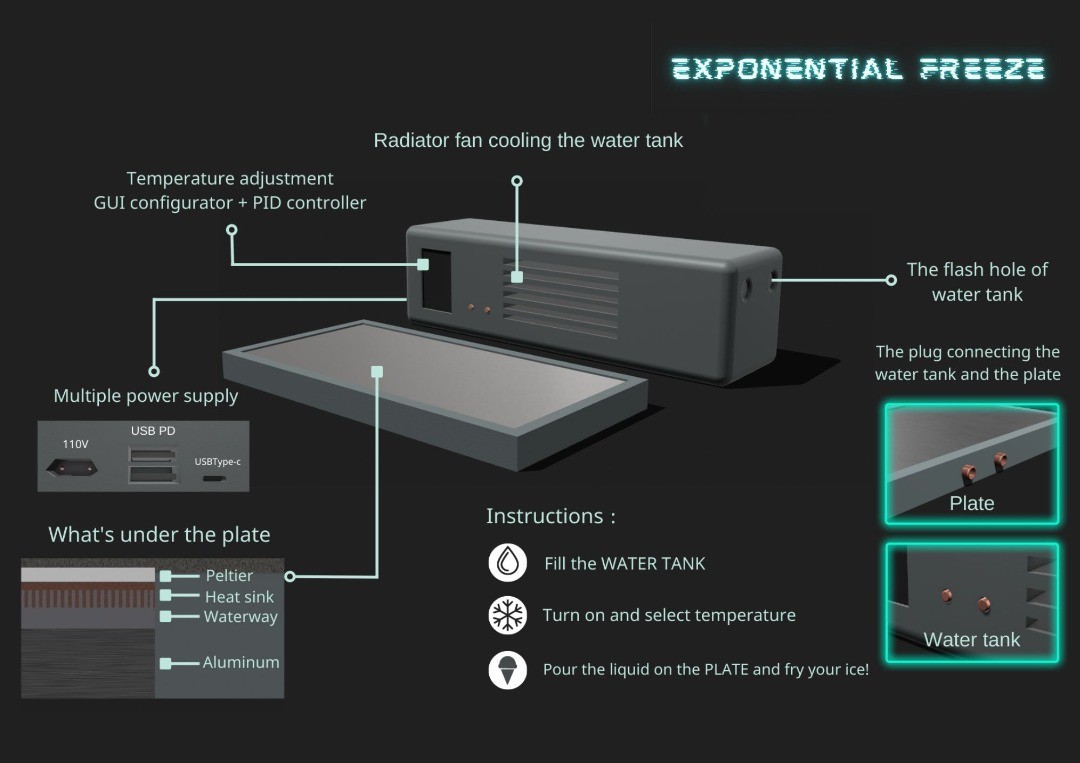 EXPONENTIAL FREEZE
Radiator fan cooling the water tank
Temperature adjustment
GUI configurator + PID controller
The flash hole of
water tank
The plug connecting the
water tank and the plate
Plate
Water tank
Multiple power supply
110V
USB PD
USBType-c
What's under the plate
Peltier
Heat sink
Waterway
Aluminum
Instructions :
Fill the WATER TANK
Turn on and select temperature
Pour the liquid on the PLATE and fry your ice!